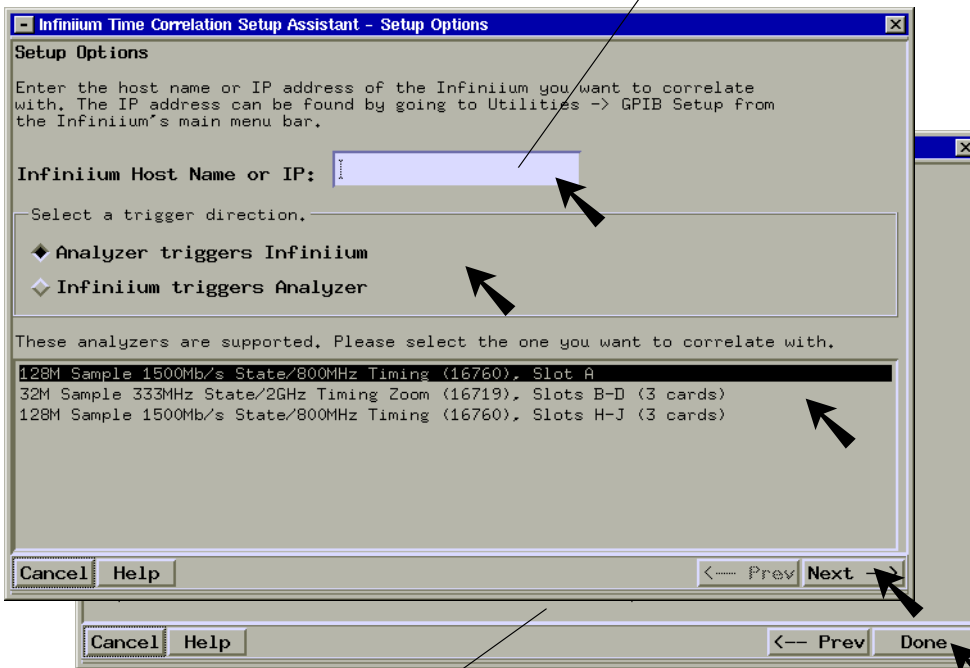 Infiniium Time Correlation Setup Assistant - Setup Options
Setup Options
Enter the host name or IP address of the Infiniium you want to correlate
with. The IP address can be found by going to Utilities -> GPIB Setup from
the Infiniium's main menu bar.
Infiniium Host Name or IP:
Select a trigger direction.
Analyzer triggers Infiniium
Infiniium triggers Analyzer
These analyzers are supported. Please select the one you want to correlate with.
128M Sample 1500Mb/s State/800MHz Timing (16760), Slot A
32M Sample 333MHz State/2GHz Timing Zoom (16719), Slots B-D (3 cards)
128M Sample 1500Mb/s State/800MHz Timing (16760), Slots H-J (3 cards)
Cancel Help <-- Prev Next -->
Cancel Help <-- Prev Done